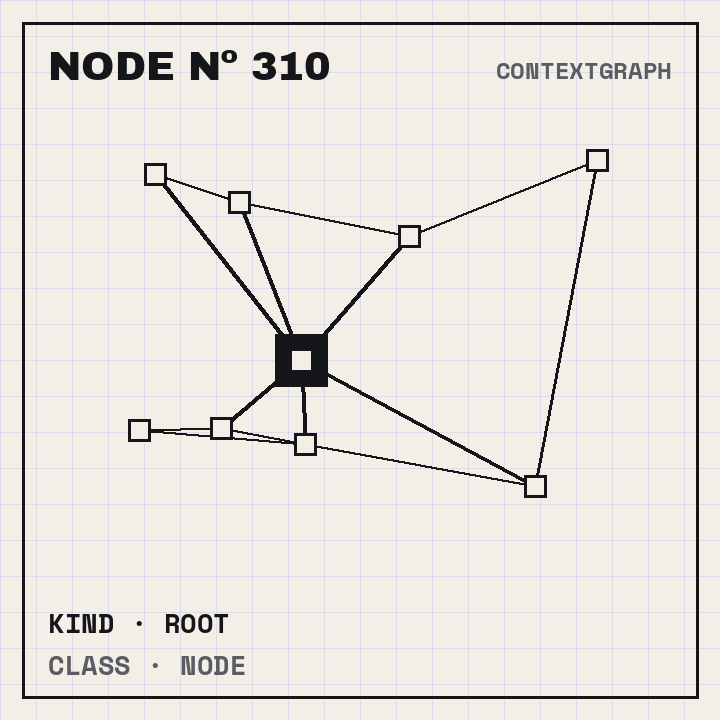 NODE Nº 310
CONTEXTGRAPH
KIND · ROOT
CLASS · NODE